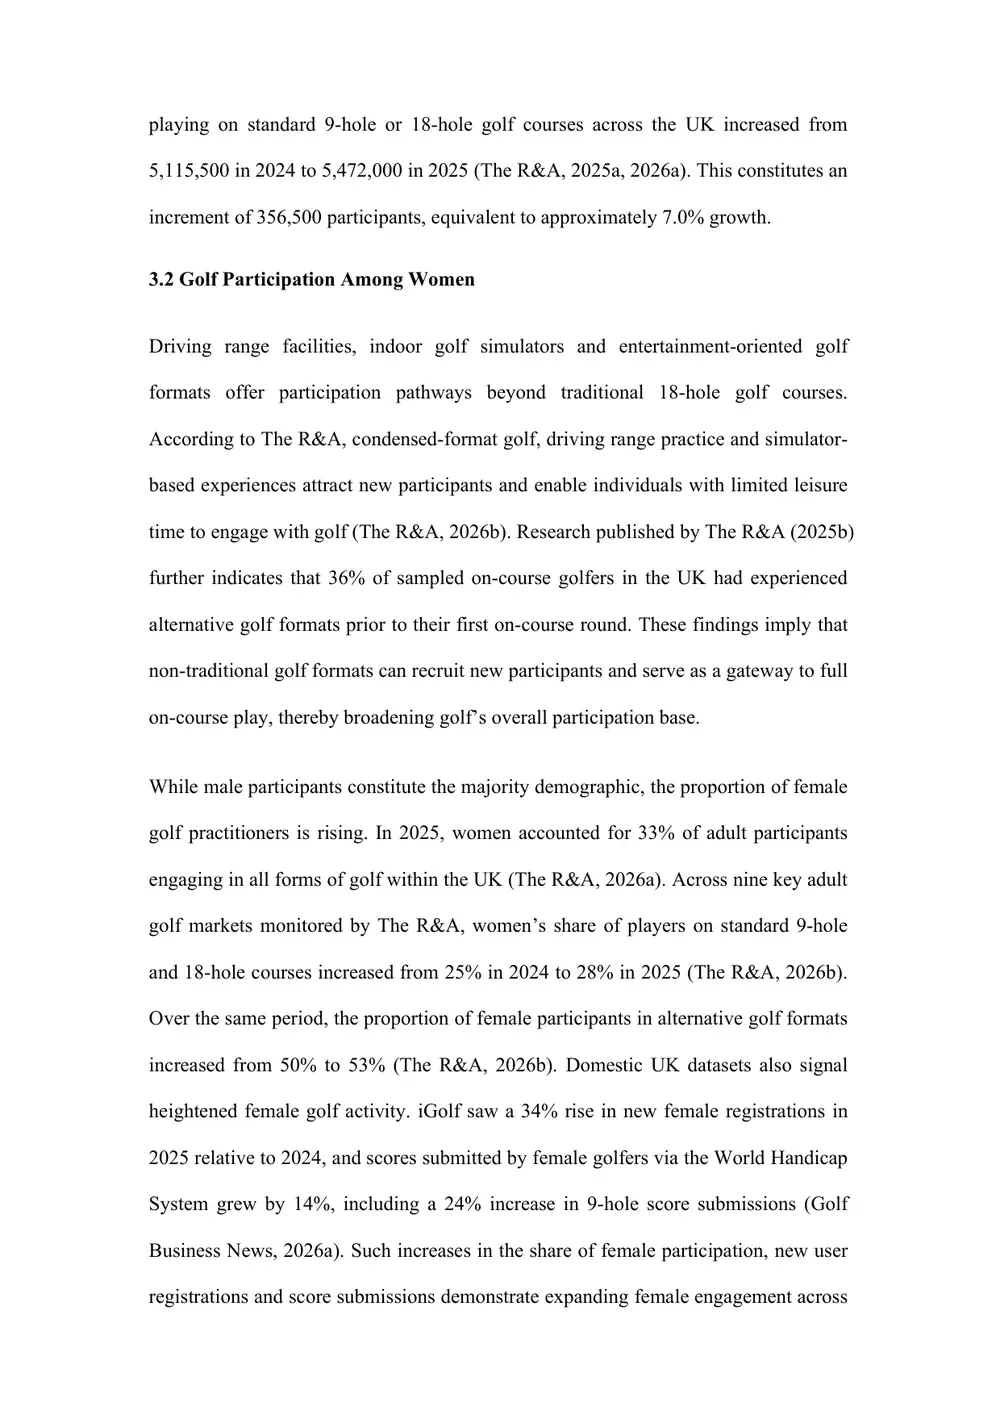 playing on standard 9-hole or 18-hole golf courses across the UK increased from
5,115,500 in 2024 to 5,472,000 in 2025 (The R&A, 2025a, 2026a). This constitutes an
increment of 356,500 participants, equivalent to approximately 7.0% growth.
3.2 Golf Participation Among Women
Driving range facilities, indoor golf simulators and entertainment-oriented golf
formats offer participation pathways beyond traditional 18-hole golf courses.
According to The R&A, condensed-format golf, driving range practice and simulator-
based experiences attract new participants and enable individuals with limited leisure
time to engage with golf (The R&A, 2026b). Research published by The R&A (2025b)
further indicates that 36% of sampled on-course golfers in the UK had experienced
alternative golf formats prior to their first on-course round. These findings imply that
non-traditional golf formats can recruit new participants and serve as a gateway to full
on-course play, thereby broadening golf’s overall participation base.
While male participants constitute the majority demographic, the proportion of female
golf practitioners is rising. In 2025, women accounted for 33% of adult participants
engaging in all forms of golf within the UK (The R&A, 2026a). Across nine key adult
golf markets monitored by The R&A, women’s share of players on standard 9-hole
and 18-hole courses increased from 25% in 2024 to 28% in 2025 (The R&A, 2026b).
Over the same period, the proportion of female participants in alternative golf formats
increased from 50% to 53% (The R&A, 2026b). Domestic UK datasets also signal
heightened female golf activity. iGolf saw a 34% rise in new female registrations in
2025 relative to 2024, and scores submitted by female golfers via the World Handicap
System grew by 14%, including a 24% increase in 9-hole score submissions (Golf
Business News, 2026a). Such increases in the share of female participation, new user
registrations and score submissions demonstrate expanding female engagement across